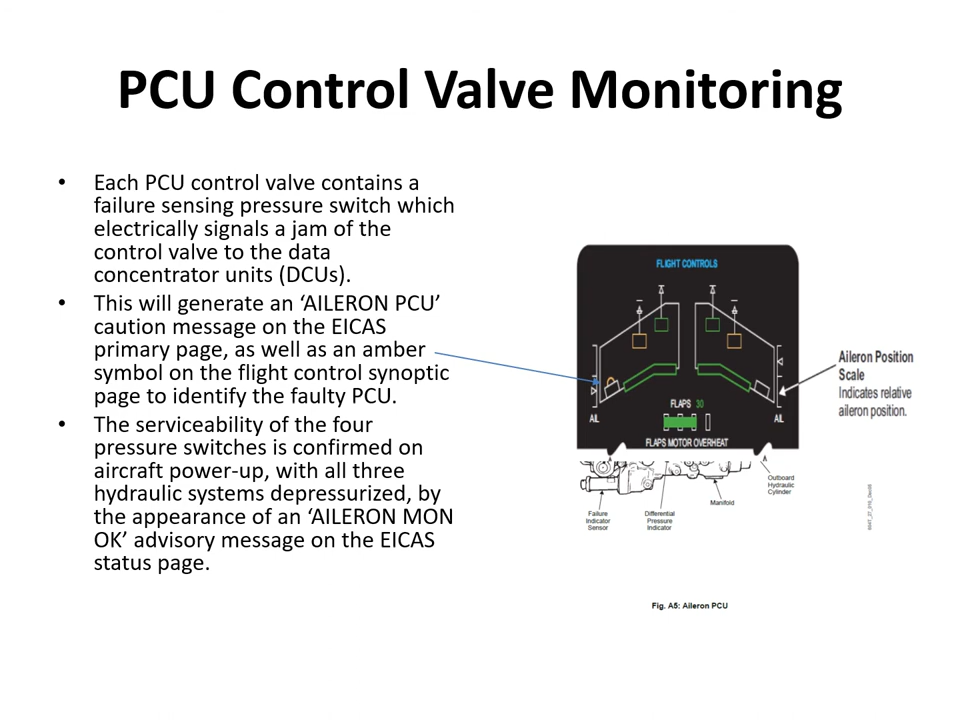 PCU Control Valve Monitoring
• Each PCU control valve contains a
failure sensing pressure switch which
electrically signals a jam of the
control valve to the data
concentrator units (DCUs).
• This will generate an ‘AILERON PCU’
caution message on the EICAS
primary page, as well as an amber
symbol on the flight control synoptic
page to identify the faulty PCU.
• The serviceability of the four
pressure switches is confirmed on
aircraft power-up, with all three
hydraulic systems depressurized, by
the appearance of an ‘AILERON MON
OK’ advisory message on the EICAS
status page.
FLIGHT CONTROLS
AIL
AIL
FLAPS 30
FLAPS MOTOR OVERHEAT
Aileron Position
Scale
Indicates relative
aileron position.
A
A
Failure
Indicator
Sensor
Differential
Pressure
Indicator
Manifold
Outboard
Hydraulic
Cylinder
Fig. A5: Aileron PCU